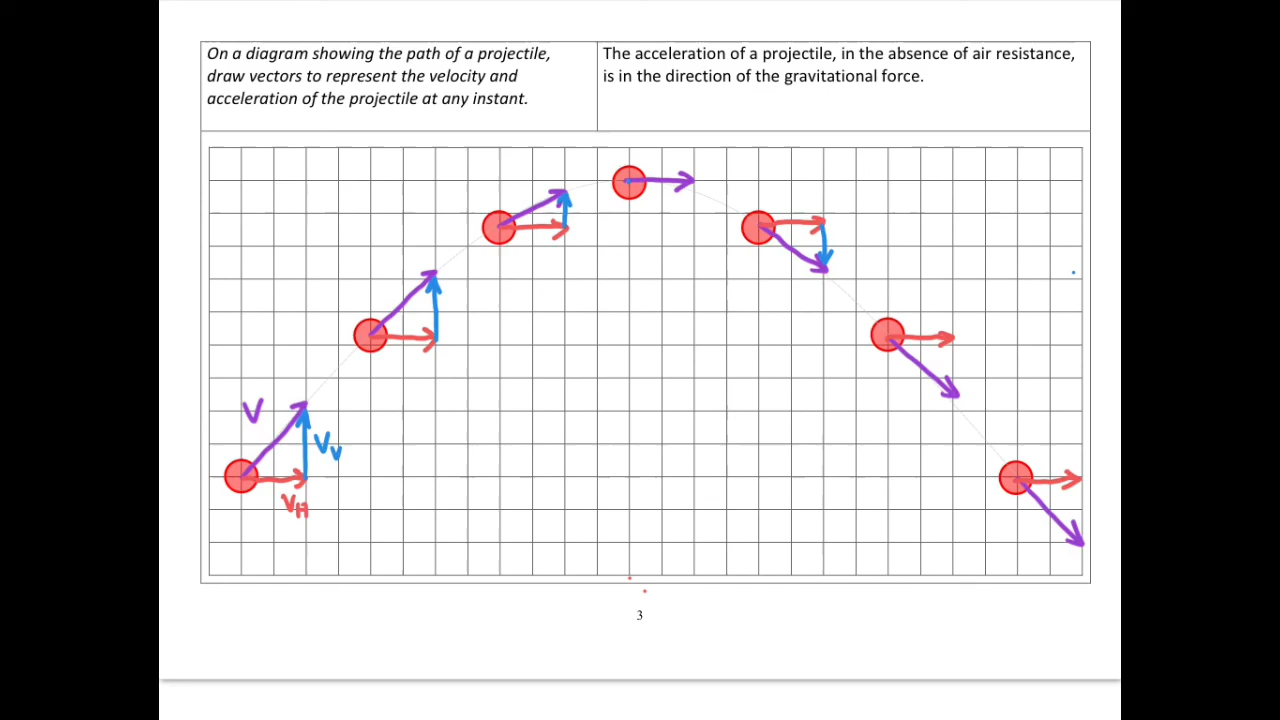 On a diagram showing the path of a projectile,
draw vectors to represent the velocity and
acceleration of the projectile at any instant.
The acceleration of a projectile, in the absence of air resistance,
is in the direction of the gravitational force.
V
Vv
VH
3